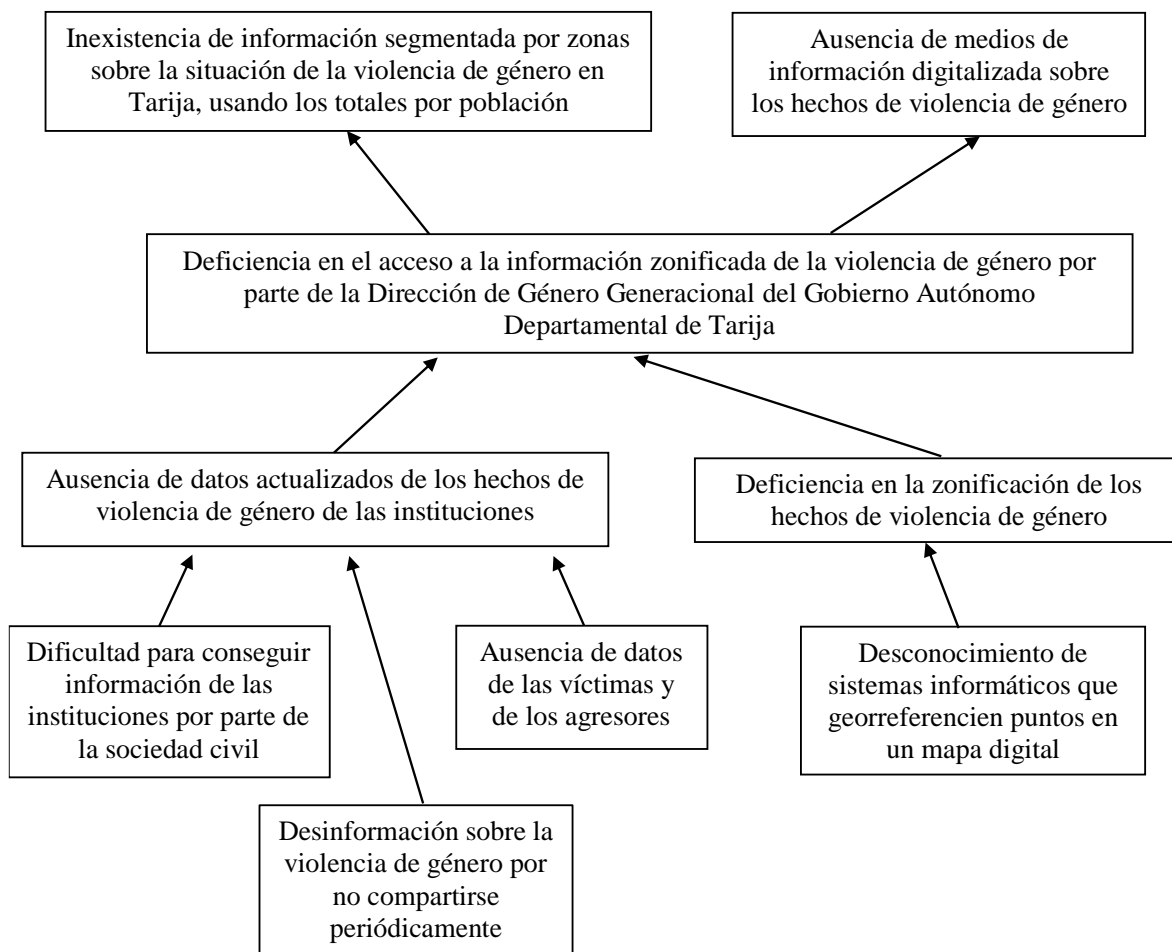 Inexistencia de información segmentada por zonas
sobre la situación de la violencia de género en
Tarija, usando los totales por población
Ausencia de medios de
información digitalizada sobre
los hechos de violencia de género
Deficiencia en el acceso a la información zonificada de la violencia de género por
parte de la Dirección de Género Generacional del Gobierno Autónomo
Departamental de Tarija
Ausencia de datos actualizados de los hechos de
violencia de género de las instituciones
Deficiencia en la zonificación de los
hechos de violencia de género
Dificultad para conseguir
información de las
instituciones por parte de
la sociedad civil
Ausencia de datos
de las víctimas y
de los agresores
Desconocimiento de
sistemas informáticos que
georreferencien puntos en
un mapa digital
Desinformación sobre la
violencia de género por
no compartirse
periódicamente